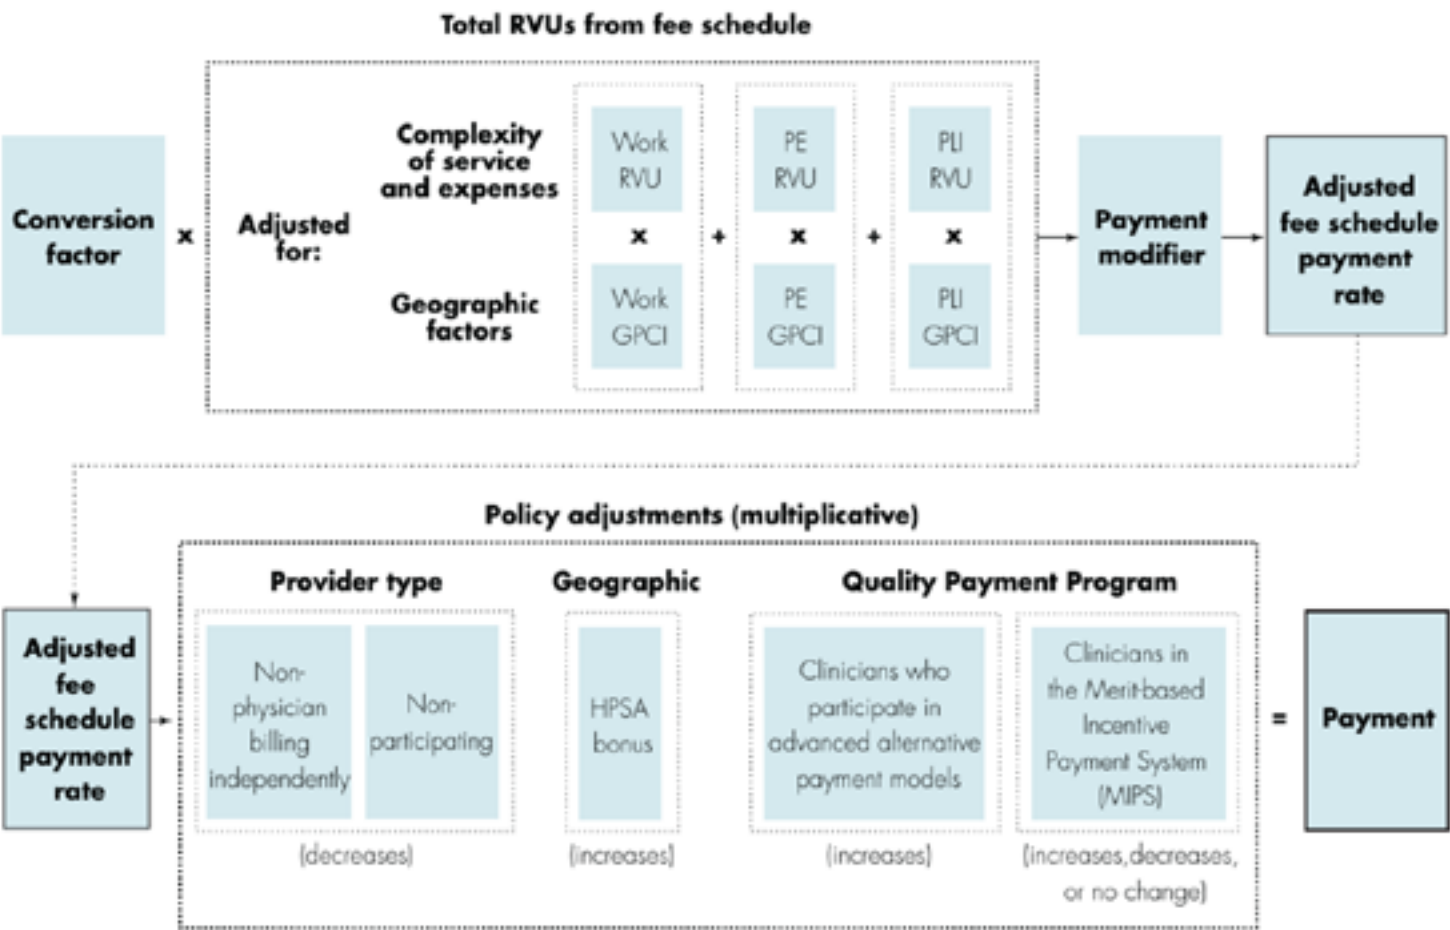 Total RVUs from fee schedule
Conversion
factor
x
Adjusted
for:
Complexity
of service
and expenses
Geographic
factors
Work
RVU
x
Work
GPCI
+
PE
RVU
x
PE
GPCI
+
PLI
RVU
x
PLI
GPCI
Payment
modifier
Adjusted
fee schedule
payment
rate
Policy adjustments (multiplicative)
Adjusted
fee
schedule
payment
rate
Provider type
Non-
physician
billing
independently
Non-
participating
(decreases)
Geographic
HPSA
bonus
(increases)
Quality Payment Program
Clinicians who
participate in
advanced alternative
payment models
(increases)
Clinicians in
the Merit-based
Incentive
Payment System
(MIPS)
(increases,decreases,
or no change)
=
Payment